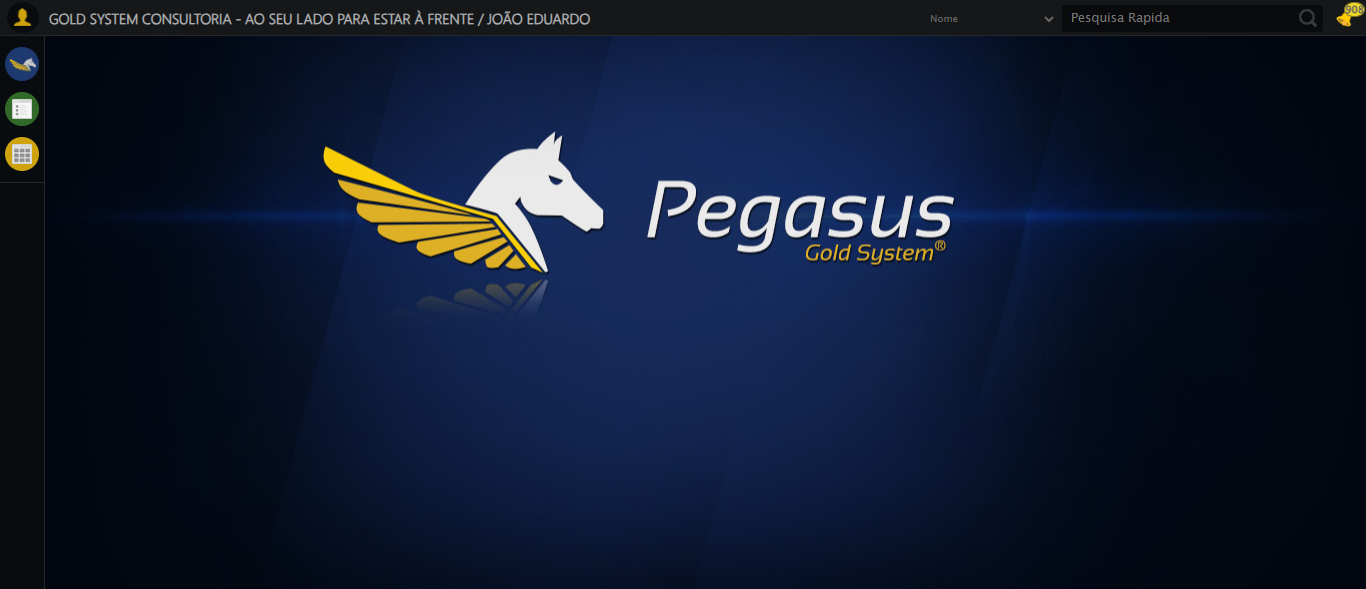 GOLD SYSTEM CONSULTORIA - AO SEU LADO PARA ESTAR À FRENTE / JOÃO EDUARDO
Nome
Pesquisa Rapida
908
Pegasus
Gold System®